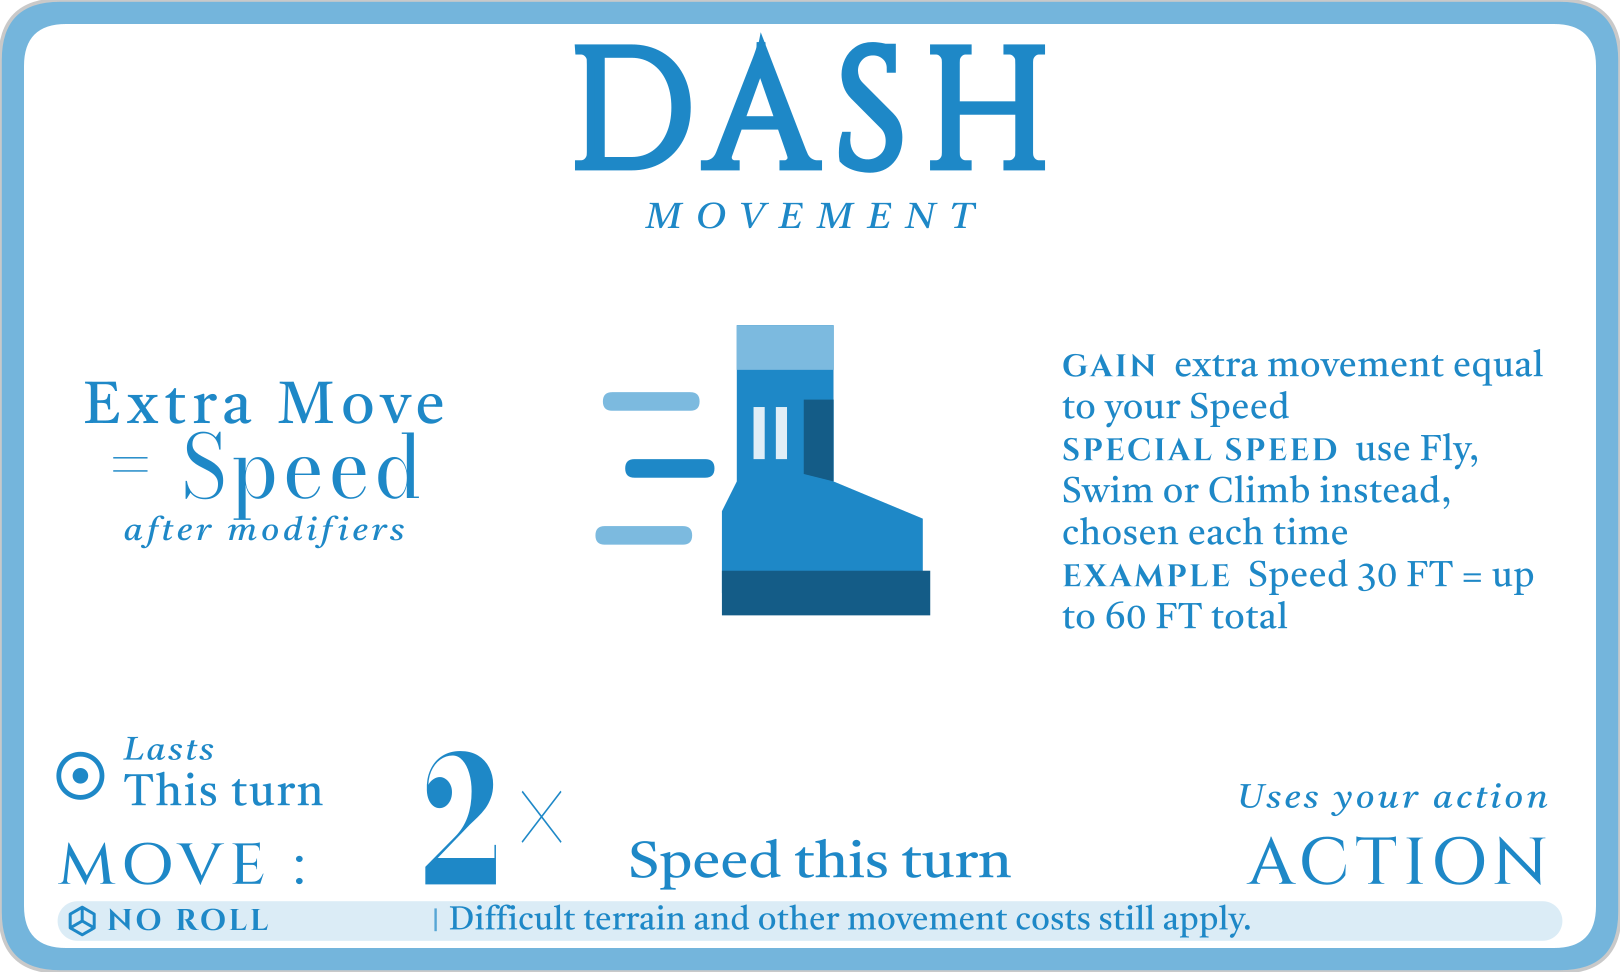 DASH
MOVEMENT
Extra Move
= Speed
after modifiers
GAIN extra movement equal
to your Speed
SPECIAL SPEED use Fly,
Swim or Climb instead,
chosen each time
EXAMPLE Speed 30 FT = up
to 60 FT total
Lasts
This turn
MOVE : 2× Speed this turn
Uses your action
ACTION
NO ROLL | Difficult terrain and other movement costs still apply.